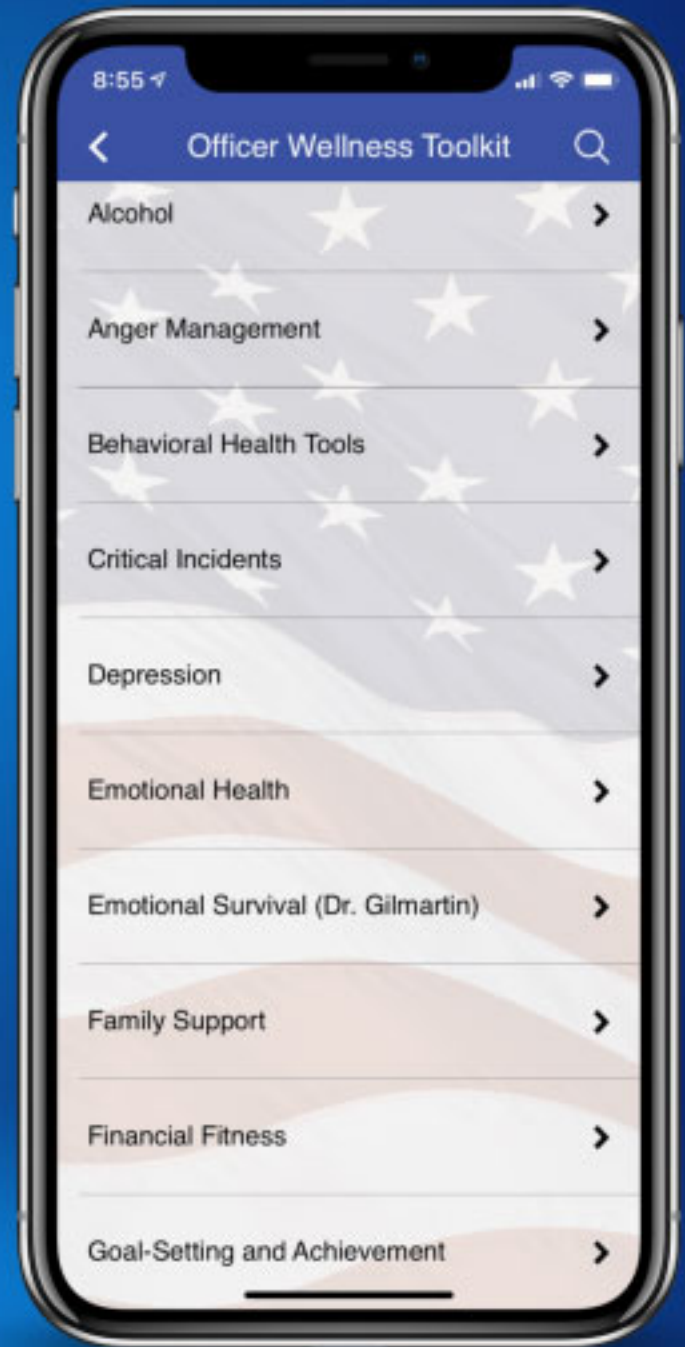 8:55
Officer Wellness Toolkit
Alcohol
Anger Management
Behavioral Health Tools
Critical Incidents
Depression
Emotional Health
Emotional Survival (Dr. Gilmartin)
Family Support
Financial Fitness
Goal-Setting and Achievement